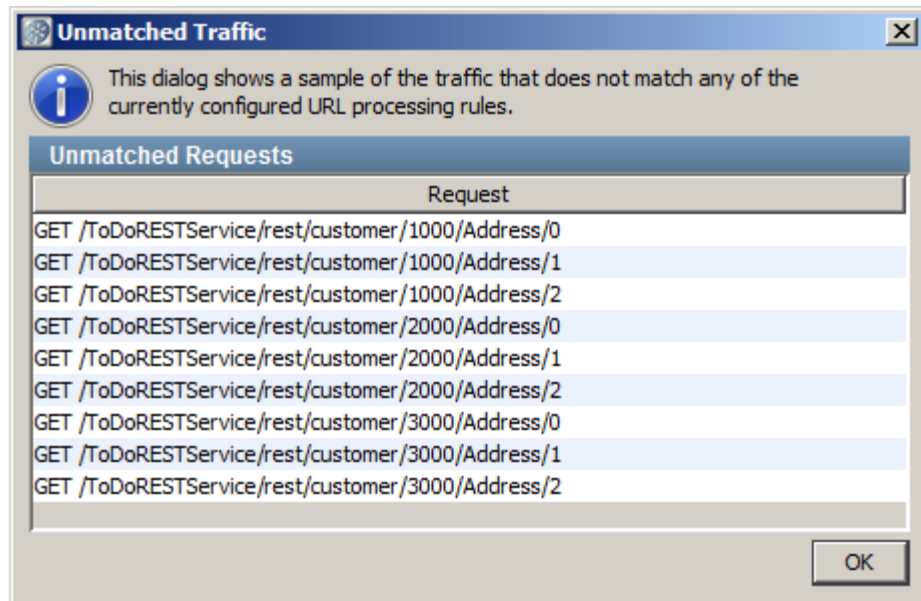 Unmatched Traffic
This dialog shows a sample of the traffic that does not match any of the
currently configured URL processing rules.
Unmatched Requests
Request
GET /ToDoRESTService/rest/customer/1000/Address/0
GET /ToDoRESTService/rest/customer/1000/Address/1
GET /ToDoRESTService/rest/customer/1000/Address/2
GET /ToDoRESTService/rest/customer/2000/Address/0
GET /ToDoRESTService/rest/customer/2000/Address/1
GET /ToDoRESTService/rest/customer/2000/Address/2
GET /ToDoRESTService/rest/customer/3000/Address/0
GET /ToDoRESTService/rest/customer/3000/Address/1
GET /ToDoRESTService/rest/customer/3000/Address/2
OK